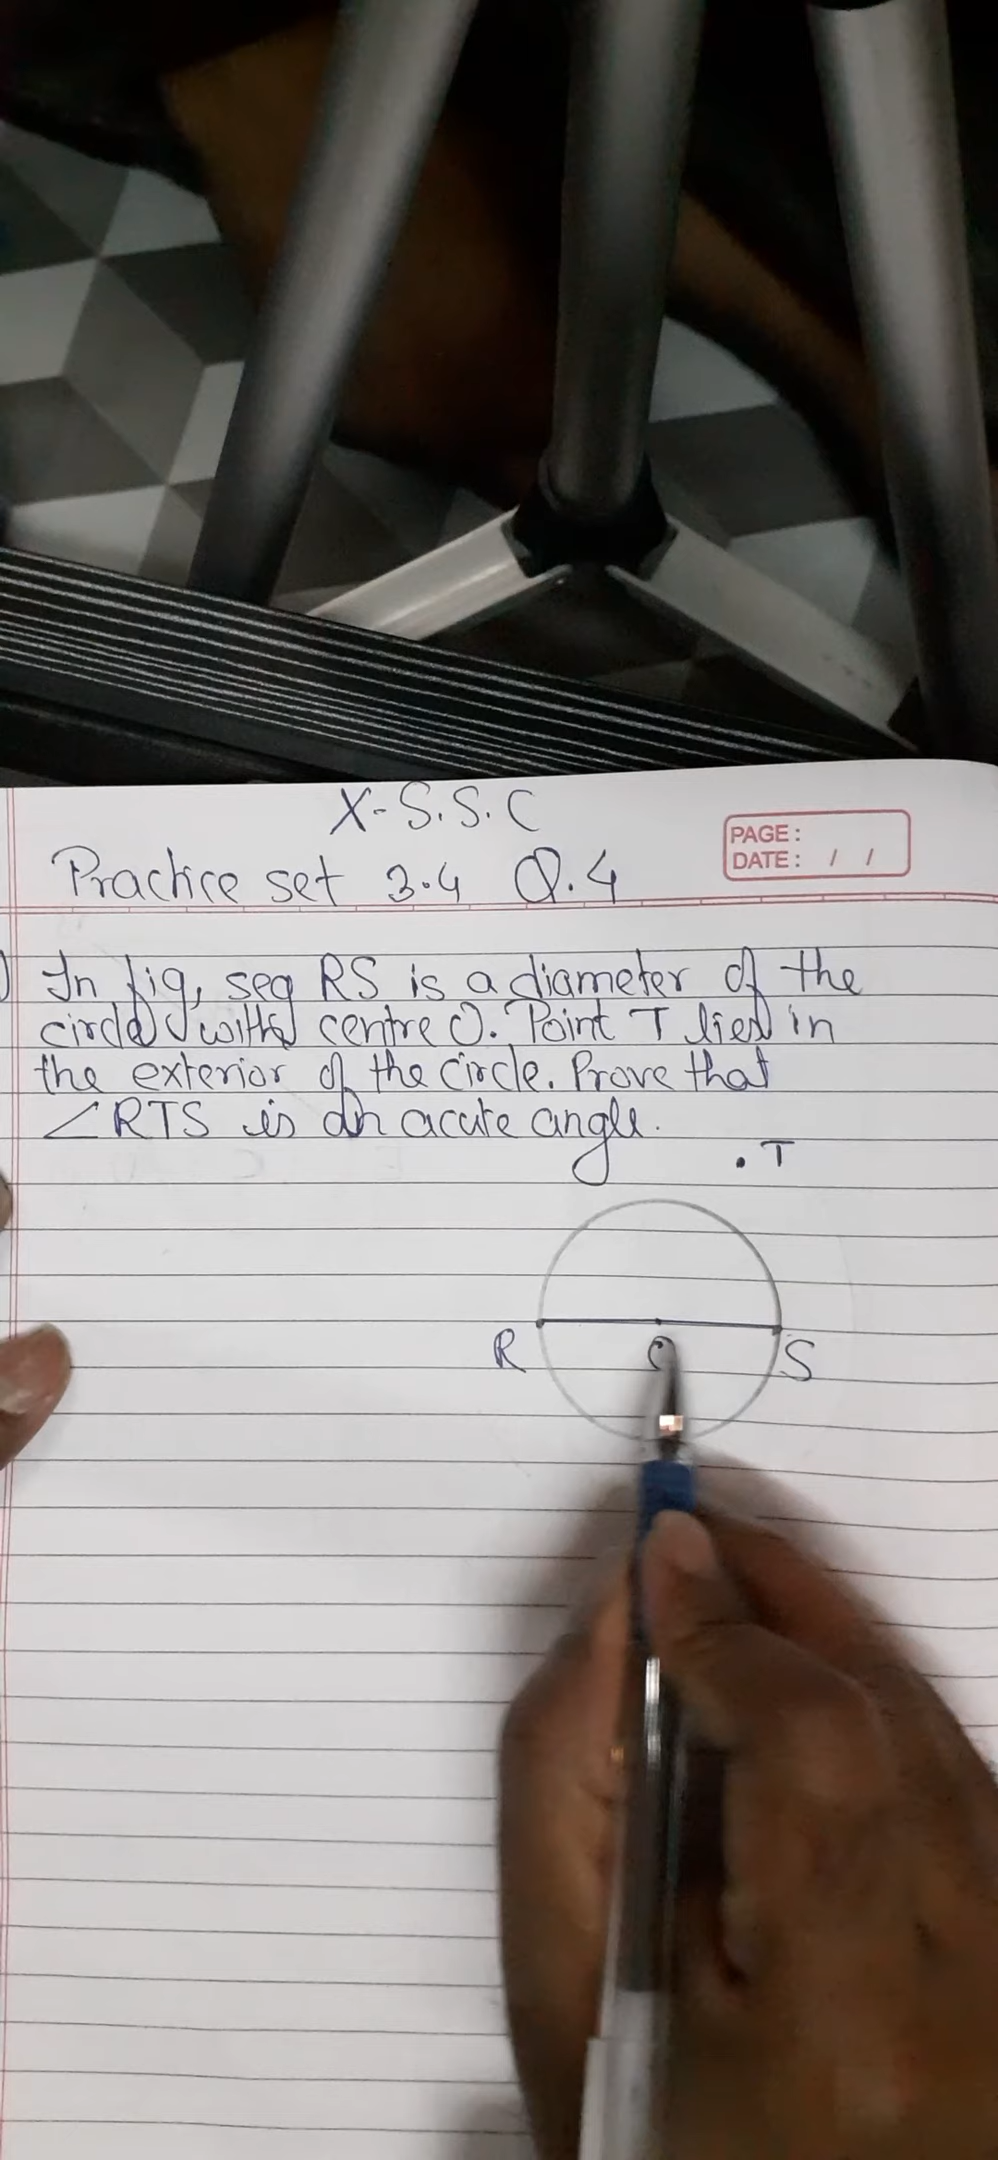 X-S.S.C
Practice set 3.4 Q.4
PAGE :
DATE : / /
In fig, seg RS is a diameter of the
circle with centre O. Point T lies in
the exterior of the circle. Prove that
∠RTS is an acute angle.
.T
R
O
S